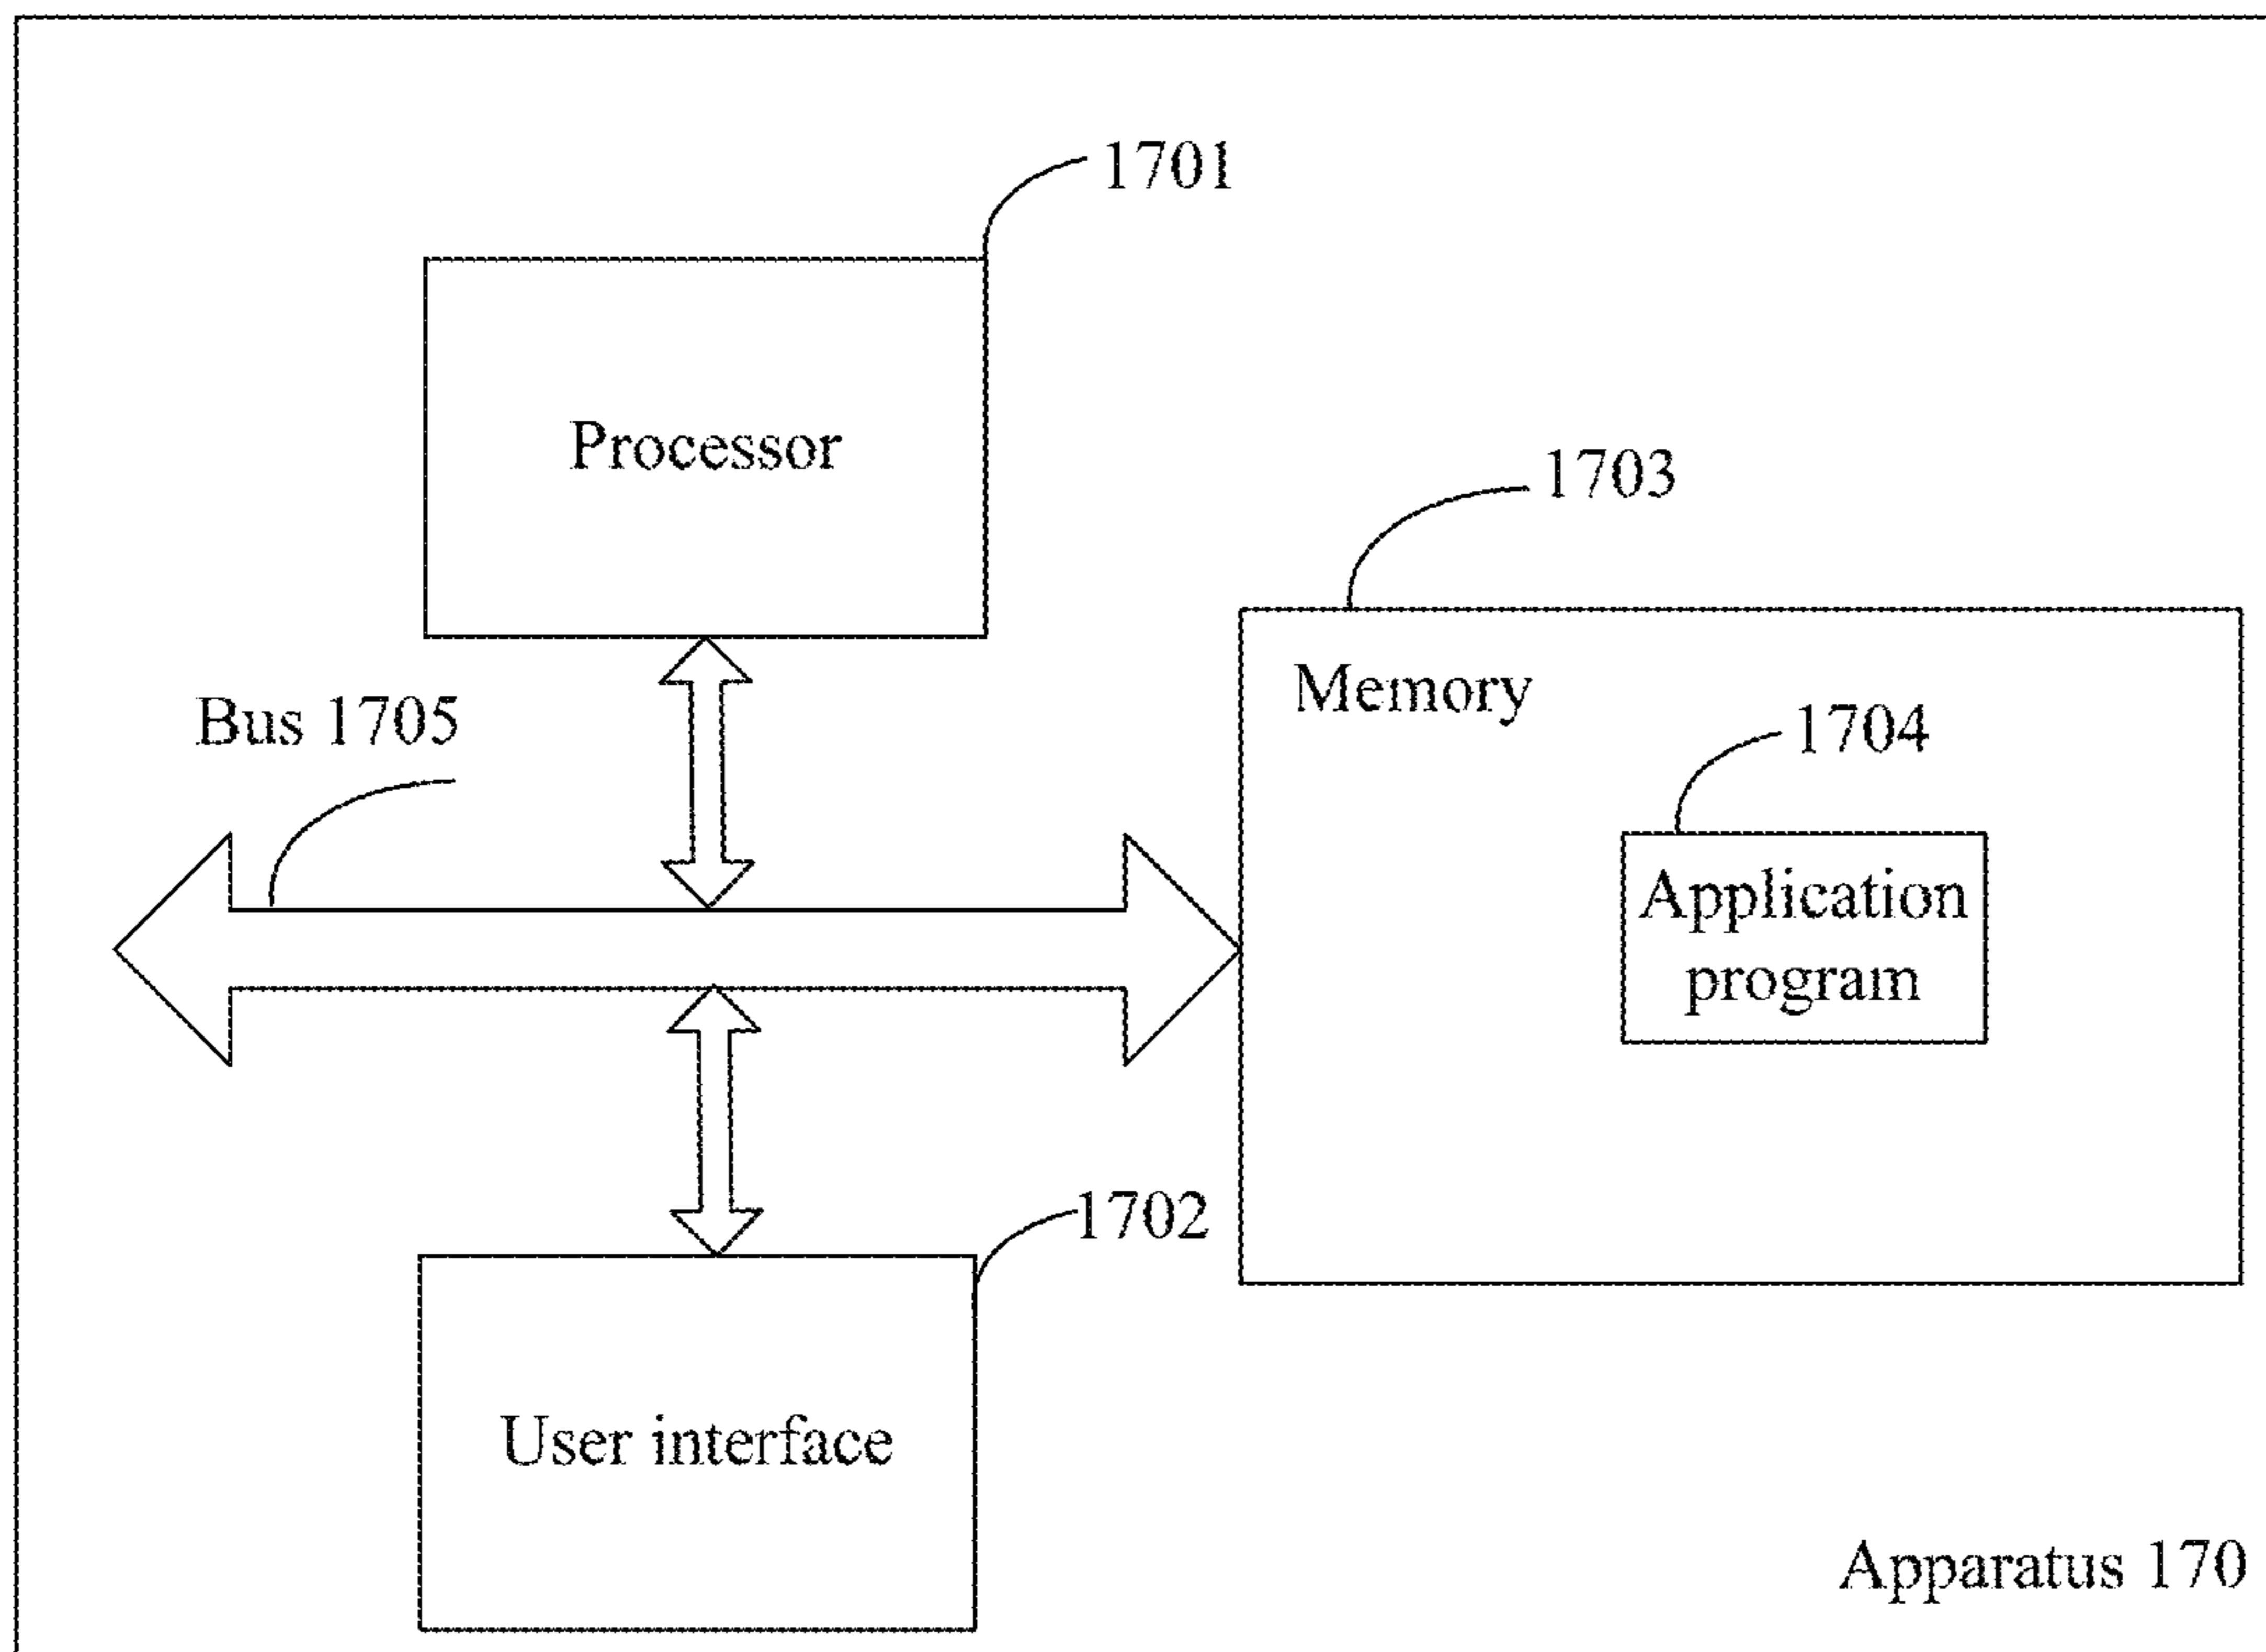 1701
Processor
1703
Memory
Bus 1705
1704
Application
program
1702
User interface
Apparatus 170